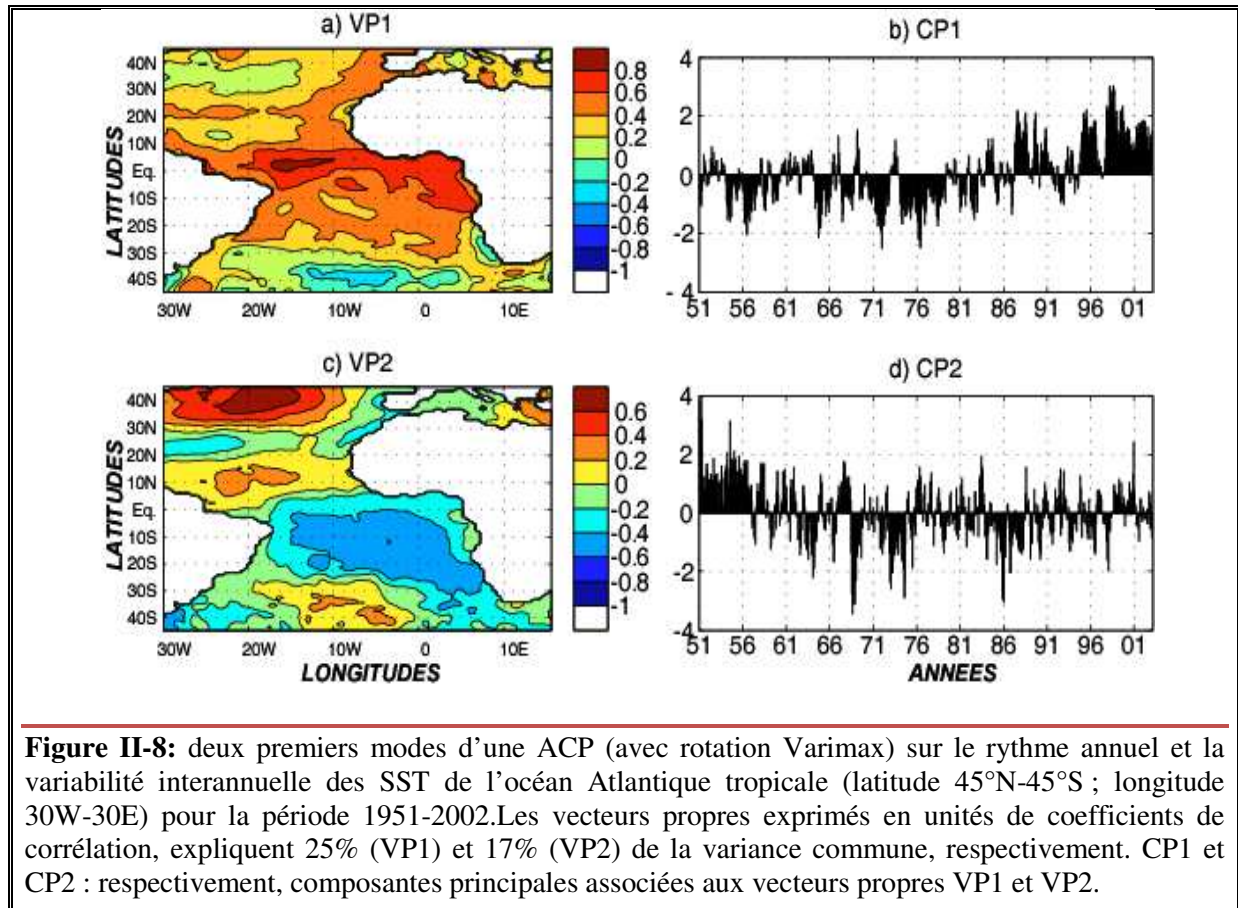 a) VP1
40N
30N
20N
10N
Eq.
10S
20S
30S
40S
LATITUDES
30W 20W 10W 0 10E
0.8
0.6
0.4
0.2
0
-0.2
-0.4
-0.6
-0.8
-1
b) CP1
4
2
0
-2
-4
51 56 61 66 71 76 81 86 91 96 01
c) VP2
40N
30N
20N
10N
Eq.
10S
20S
30S
40S
LATITUDES
30W 20W 10W 0 10E
LONGITUDES
0.6
0.4
0.2
0
-0.2
-0.4
-0.6
-0.8
-1
d) CP2
4
2
0
-2
-4
51 56 61 66 71 76 81 86 91 96 01
ANNEES
Figure II-8: deux premiers modes d’une ACP (avec rotation Varimax) sur le rythme annuel et la
variabilité interannuelle des SST de l’océan Atlantique tropicale (latitude 45°N-45°S ; longitude
30W-30E) pour la période 1951-2002.Les vecteurs propres exprimés en unités de coefficients de
corrélation, expliquent 25% (VP1) et 17% (VP2) de la variance commune, respectivement. CP1 et
CP2 : respectivement, composantes principales associées aux vecteurs propres VP1 et VP2.